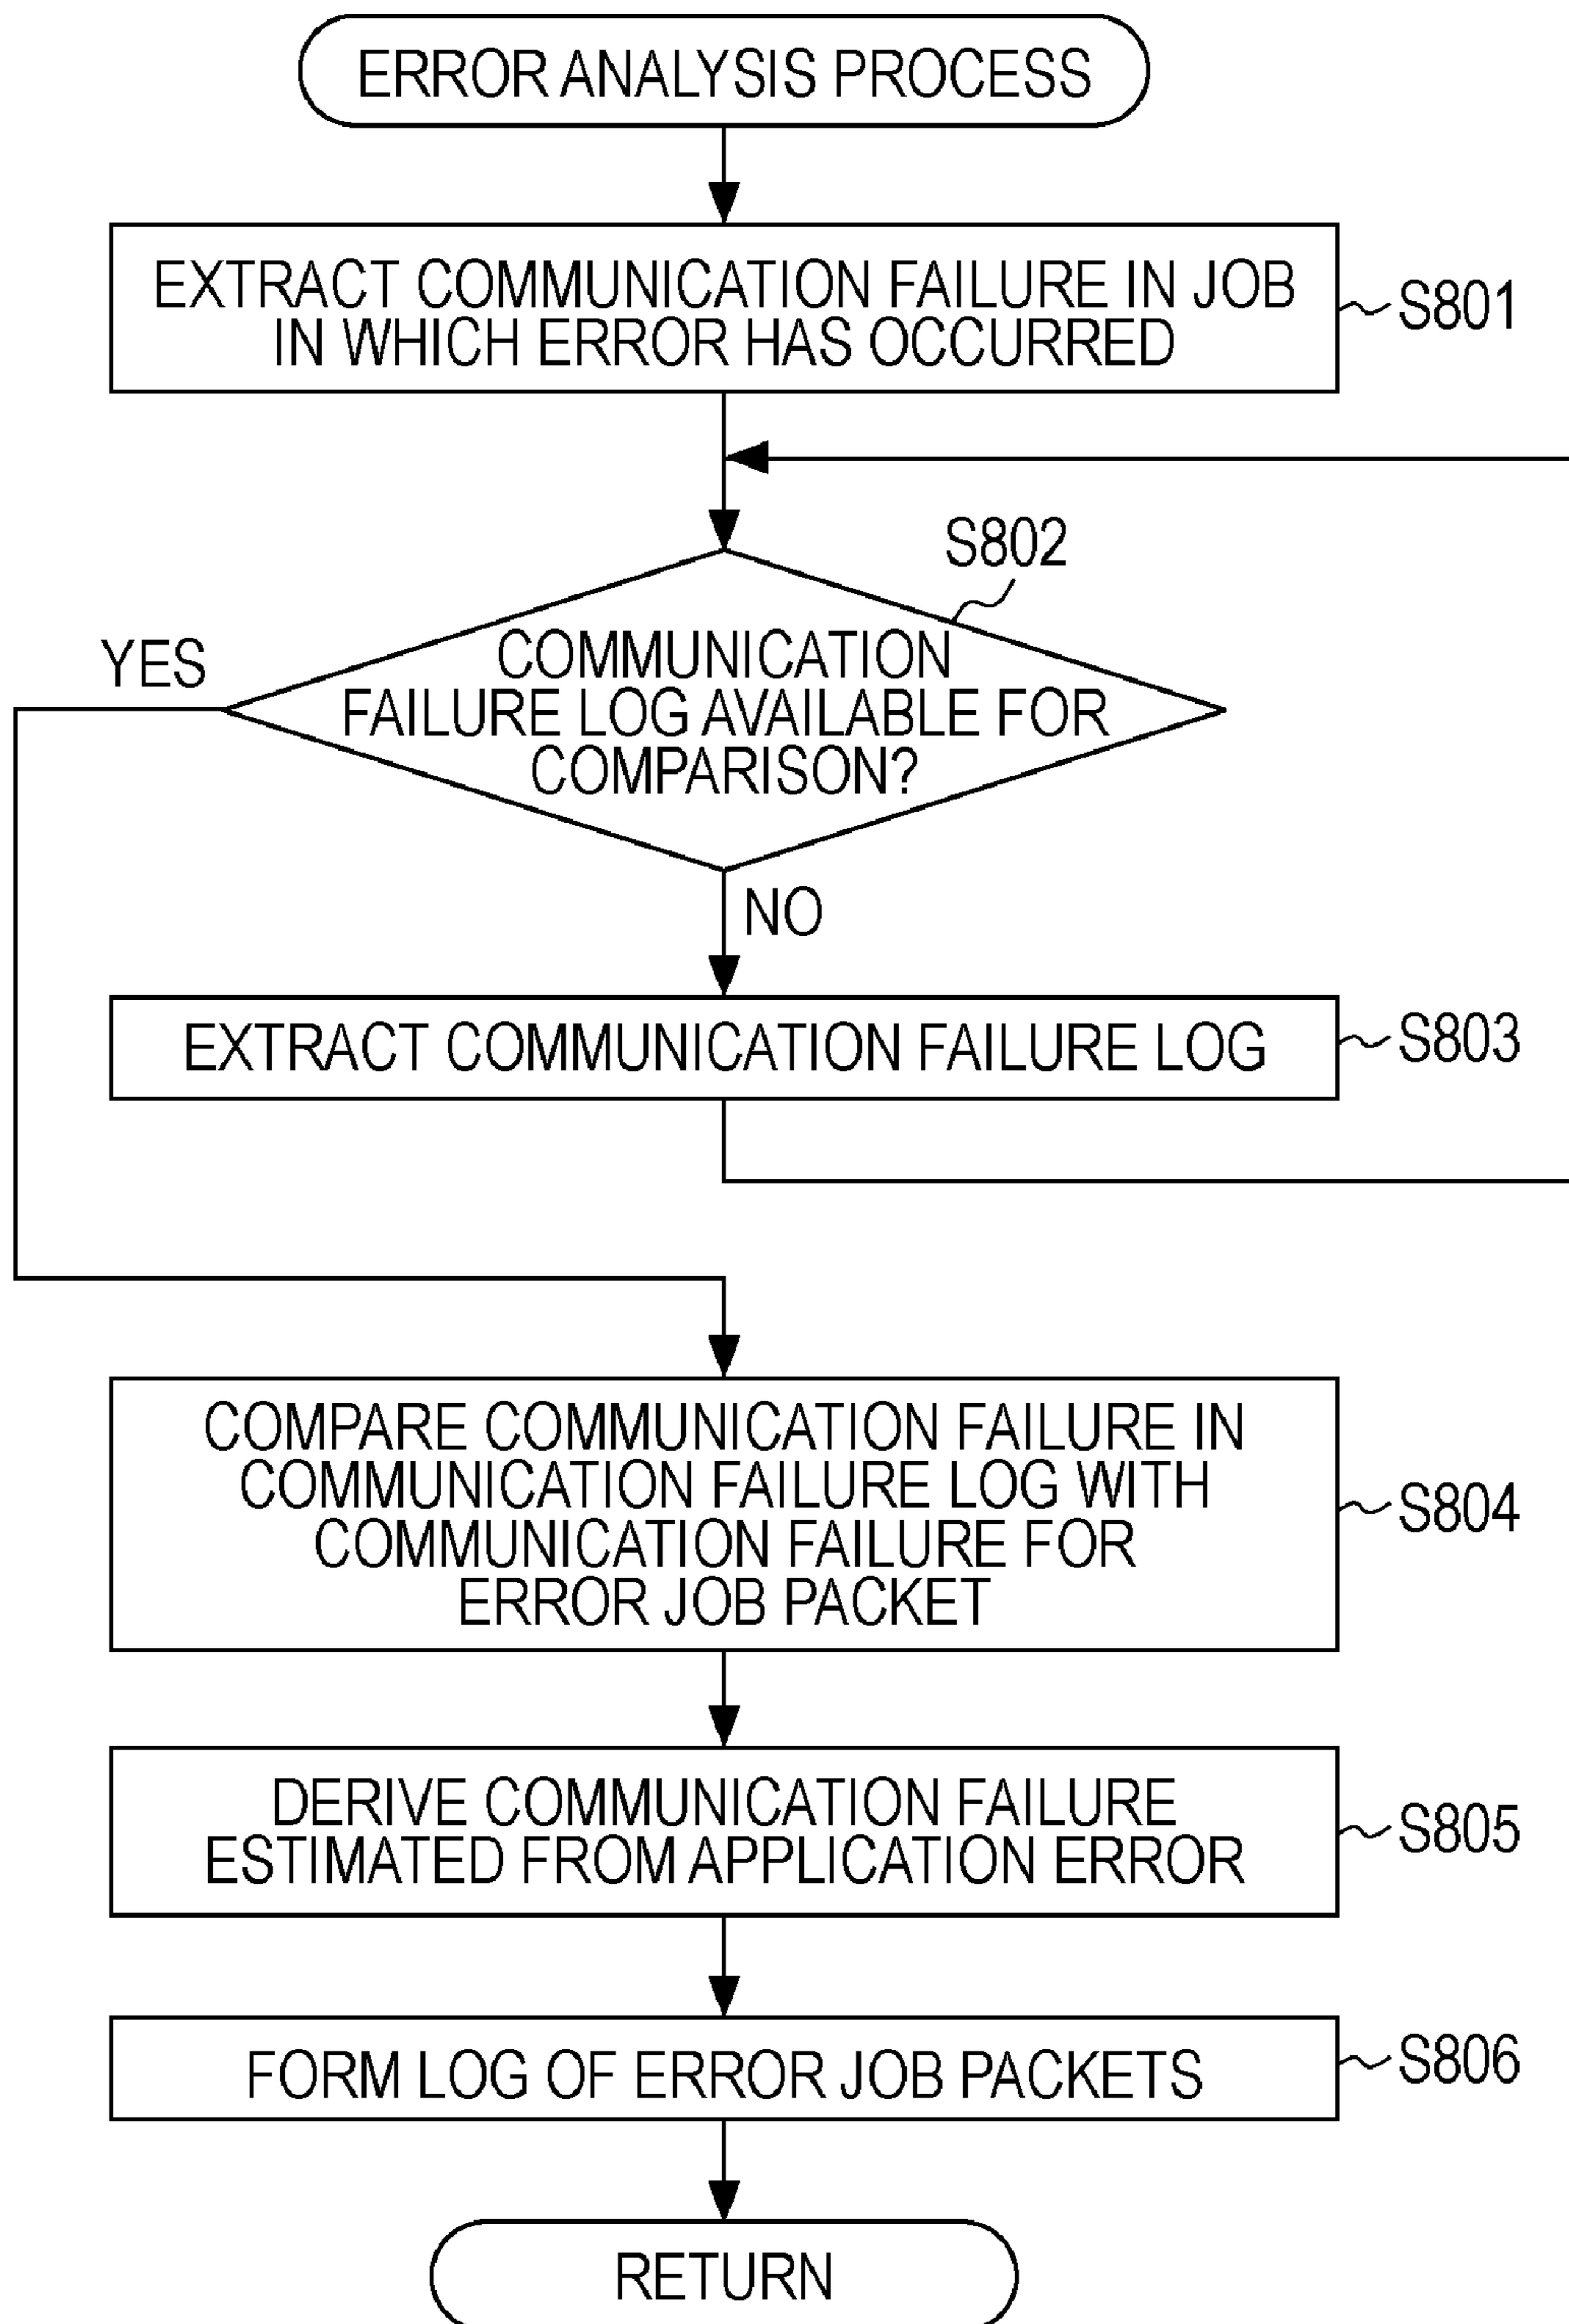 ERROR ANALYSIS PROCESS
EXTRACT COMMUNICATION FAILURE IN JOB
IN WHICH ERROR HAS OCCURRED
S801
S802
COMMUNICATION
FAILURE LOG AVAILABLE FOR
COMPARISON?
YES
NO
EXTRACT COMMUNICATION FAILURE LOG
S803
COMPARE COMMUNICATION FAILURE IN
COMMUNICATION FAILURE LOG WITH
COMMUNICATION FAILURE FOR
ERROR JOB PACKET
S804
DERIVE COMMUNICATION FAILURE
ESTIMATED FROM APPLICATION ERROR
S805
FORM LOG OF ERROR JOB PACKETS
S806
RETURN